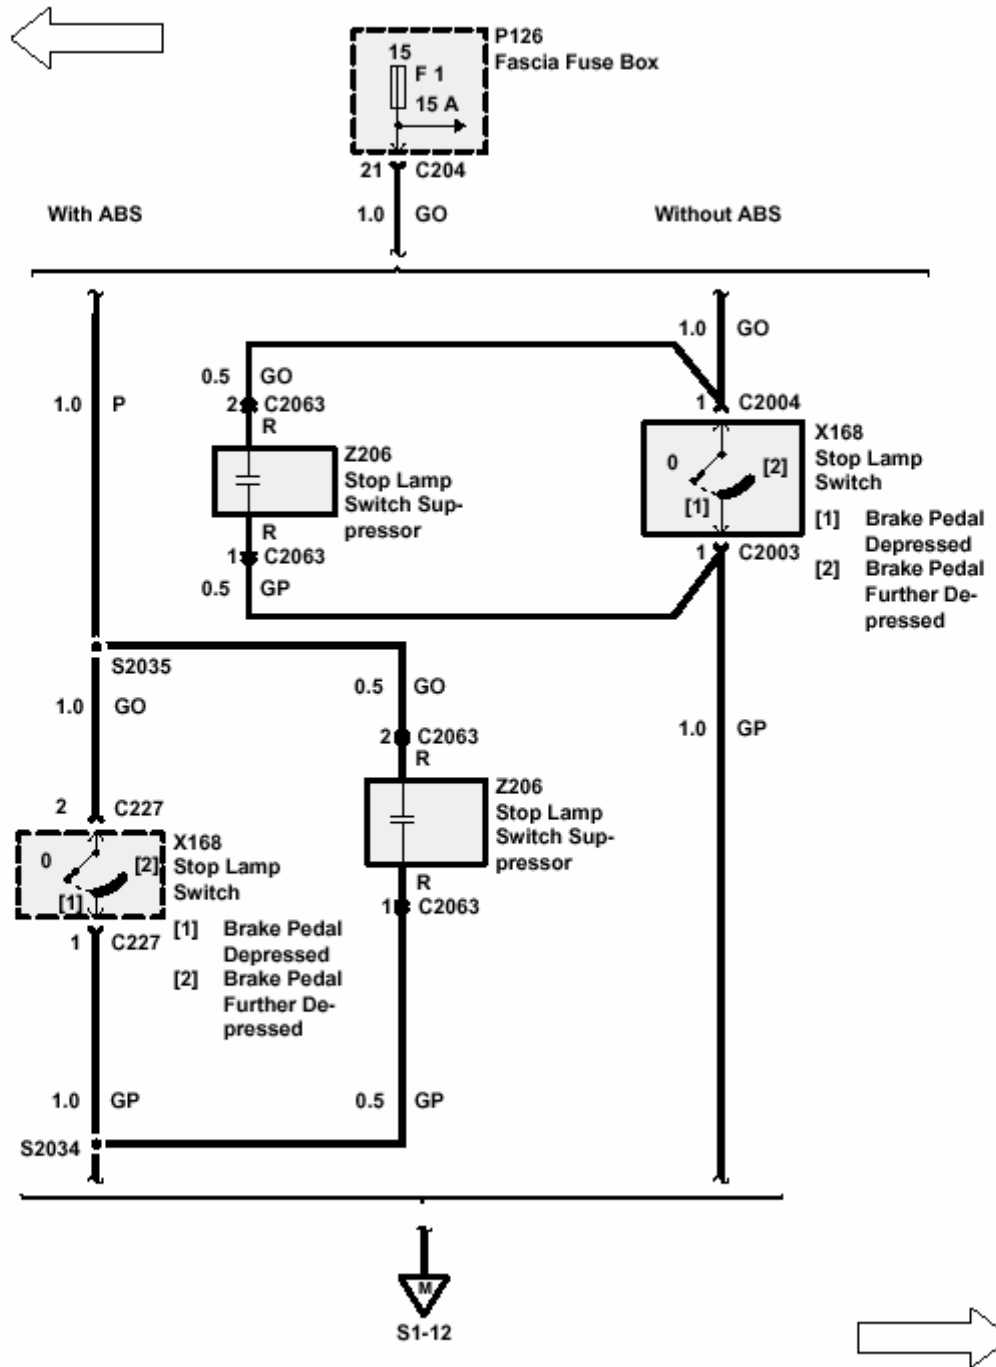 P126
Fascia Fuse Box
15
F 1
15 A
21 C204
With ABS
1.0 GO
Without ABS
1.0 GO
0.5 GO
2 C2063
R
1.0 P
1 C2004
Z206
Stop Lamp
Switch Sup-
pressor
X168
Stop Lamp
Switch
0
[2]
[1]
[1] Brake Pedal
Depressed
[2] Brake Pedal
Further De-
pressed
R
1 C2063
0.5 GP
1 C2003
S2035
1.0 GO
0.5 GO
2 C2063
R
1.0 GP
Z206
Stop Lamp
Switch Sup-
pressor
2 C227
X168
Stop Lamp
Switch
0
[2]
[1]
R
1 C2063
1 C227
[1] Brake Pedal
Depressed
[2] Brake Pedal
Further De-
pressed
1.0 GP
0.5 GP
S2034
M
S1-12